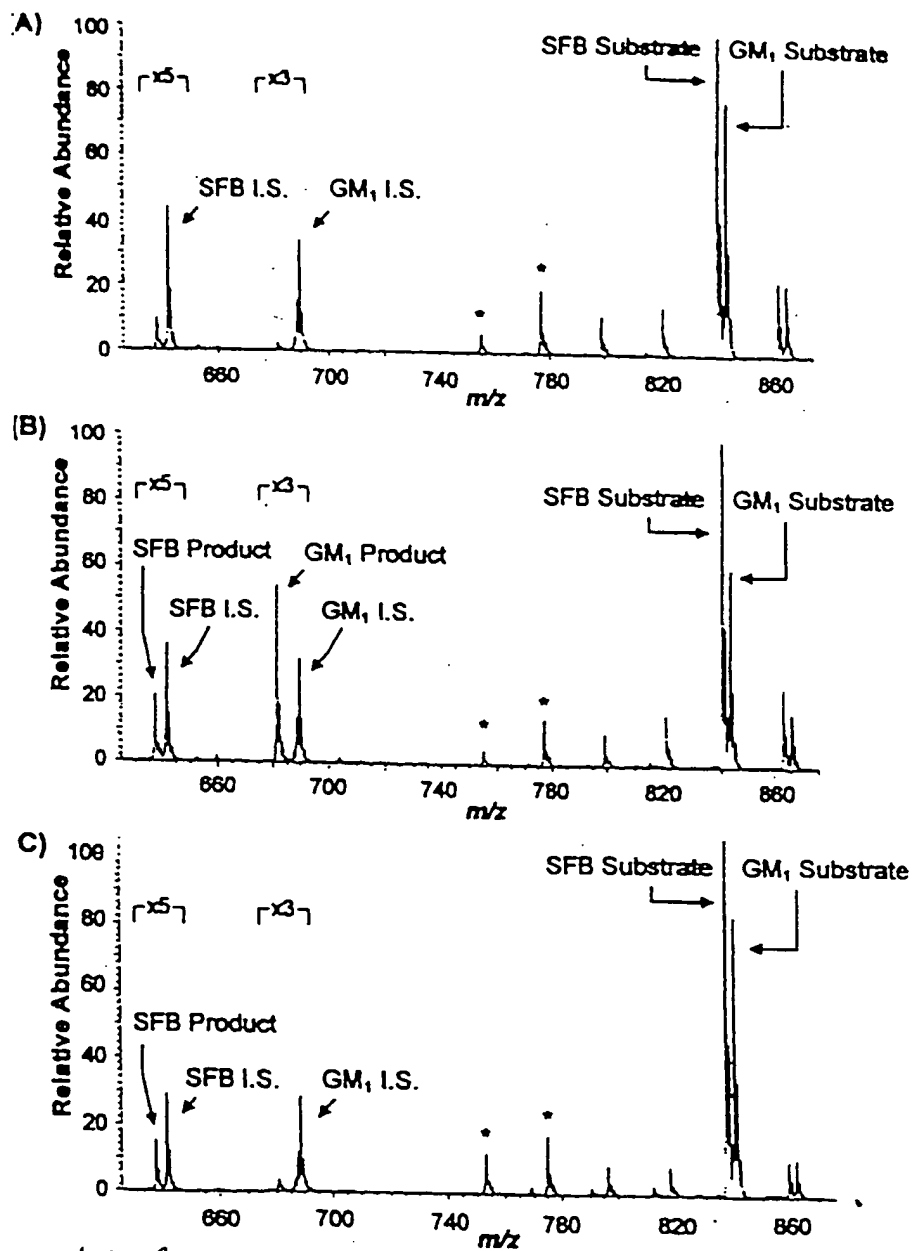 A)
SFB Substrate
GM₁ Substrate
x5
x3
SFB I.S.
GM₁ I.S.
*
*
Relative Abundance
100
80
60
40
20
0
660
700
740
780
820
860
m/z
(B)
SFB Substrate
GM₁ Substrate
x5
x3
SFB Product
GM₁ Product
SFB I.S.
GM₁ I.S.
*
*
Relative Abundance
100
80
60
40
20
0
660
700
740
780
820
860
m/z
C)
SFB Substrate
GM₁ Substrate
x5
x3
SFB Product
SFB I.S.
GM₁ I.S.
*
*
Relative Abundance
100
80
60
40
20
0
660
700
740
780
820
860
m/z